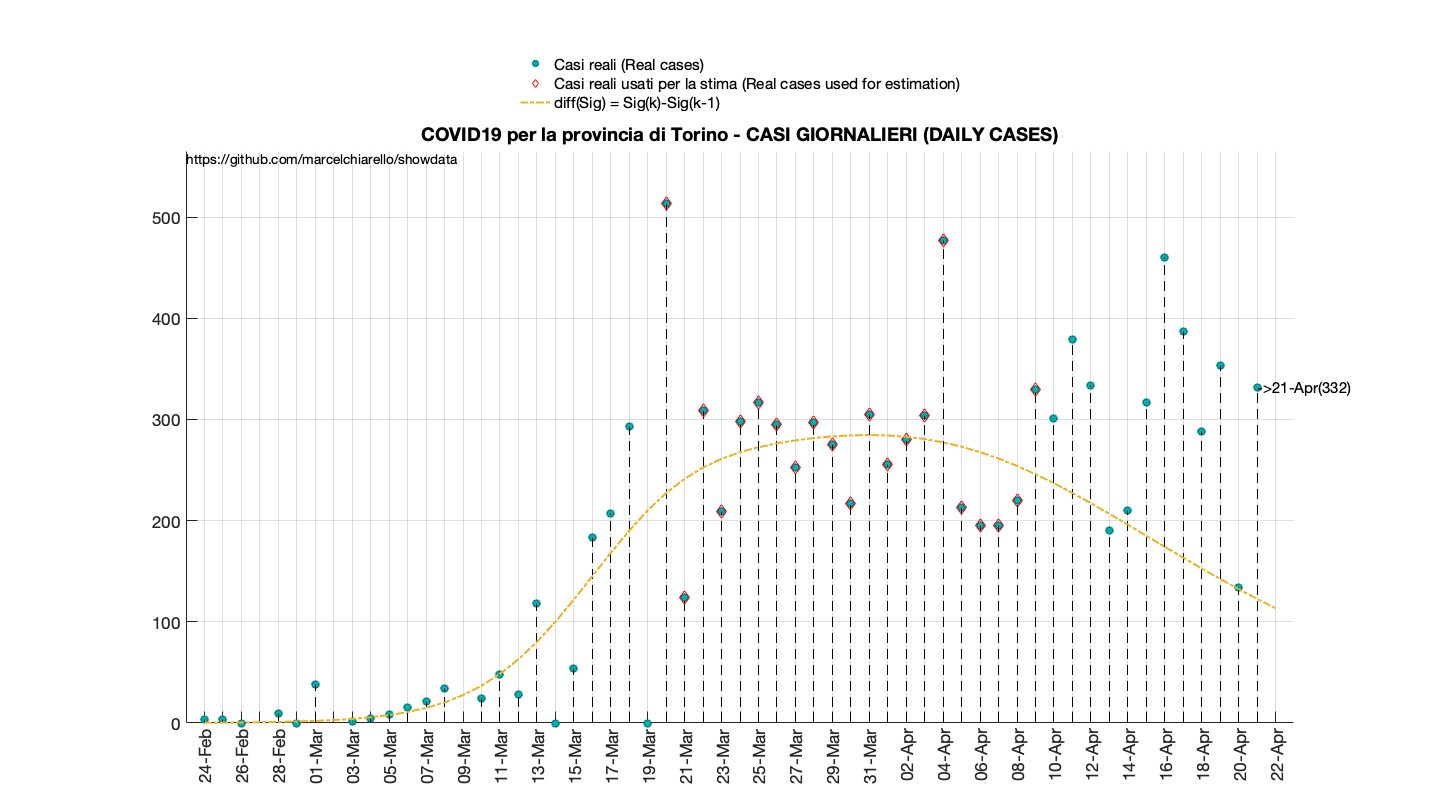 Casi reali (Real cases)
Casi reali usati per la stima (Real cases used for estimation)
diff(Sig) = Sig(k)-Sig(k-1)
COVID19 per la provincia di Torino - CASI GIORNALIERI (DAILY CASES)
https://github.com/marcelchiarello/showdata
500
400
300
200
100
0
->21-Apr(332)
24-Feb
26-Feb
28-Feb
01-Mar
03-Mar
05-Mar
07-Mar
09-Mar
11-Mar
13-Mar
15-Mar
17-Mar
19-Mar
21-Mar
23-Mar
25-Mar
27-Mar
29-Mar
31-Mar
02-Apr
04-Apr
06-Apr
08-Apr
10-Apr
12-Apr
14-Apr
16-Apr
18-Apr
20-Apr
22-Apr